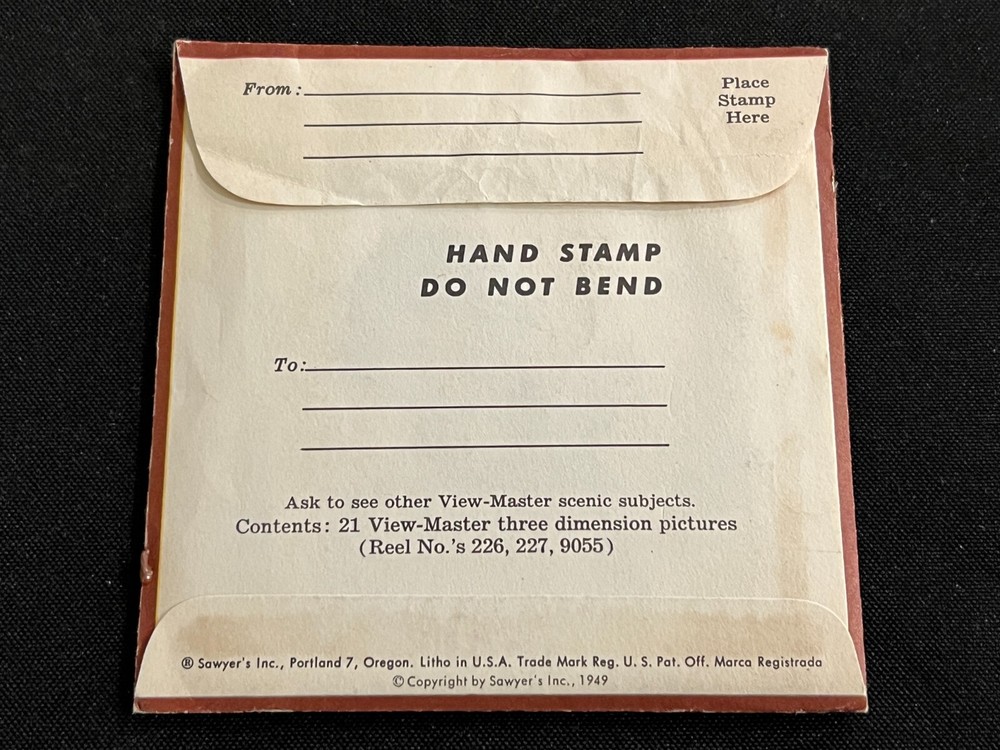 From:
Place
Stamp
Here
HAND STAMP
DO NOT BEND
To:
Ask to see other View-Master scenic subjects.
Contents: 21 View-Master three dimension pictures
(Reel No.'s 226, 227, 9055)
® Sawyer's Inc., Portland 7, Oregon. Litho in U.S.A. Trade Mark Reg. U. S. Pat. Off. Marca Registrada
© Copyright by Sawyer's Inc., 1949